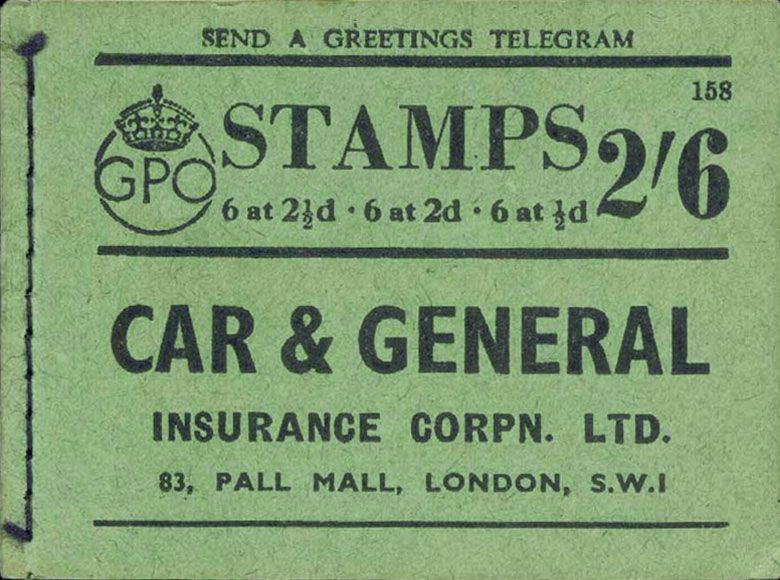 SEND A GREETINGS TELEGRAM
158
GPO
STAMPS 2/6
6 at 2½d · 6 at 2d · 6 at ½d
CAR & GENERAL
INSURANCE CORPN. LTD.
83, PALL MALL, LONDON, S.W.I